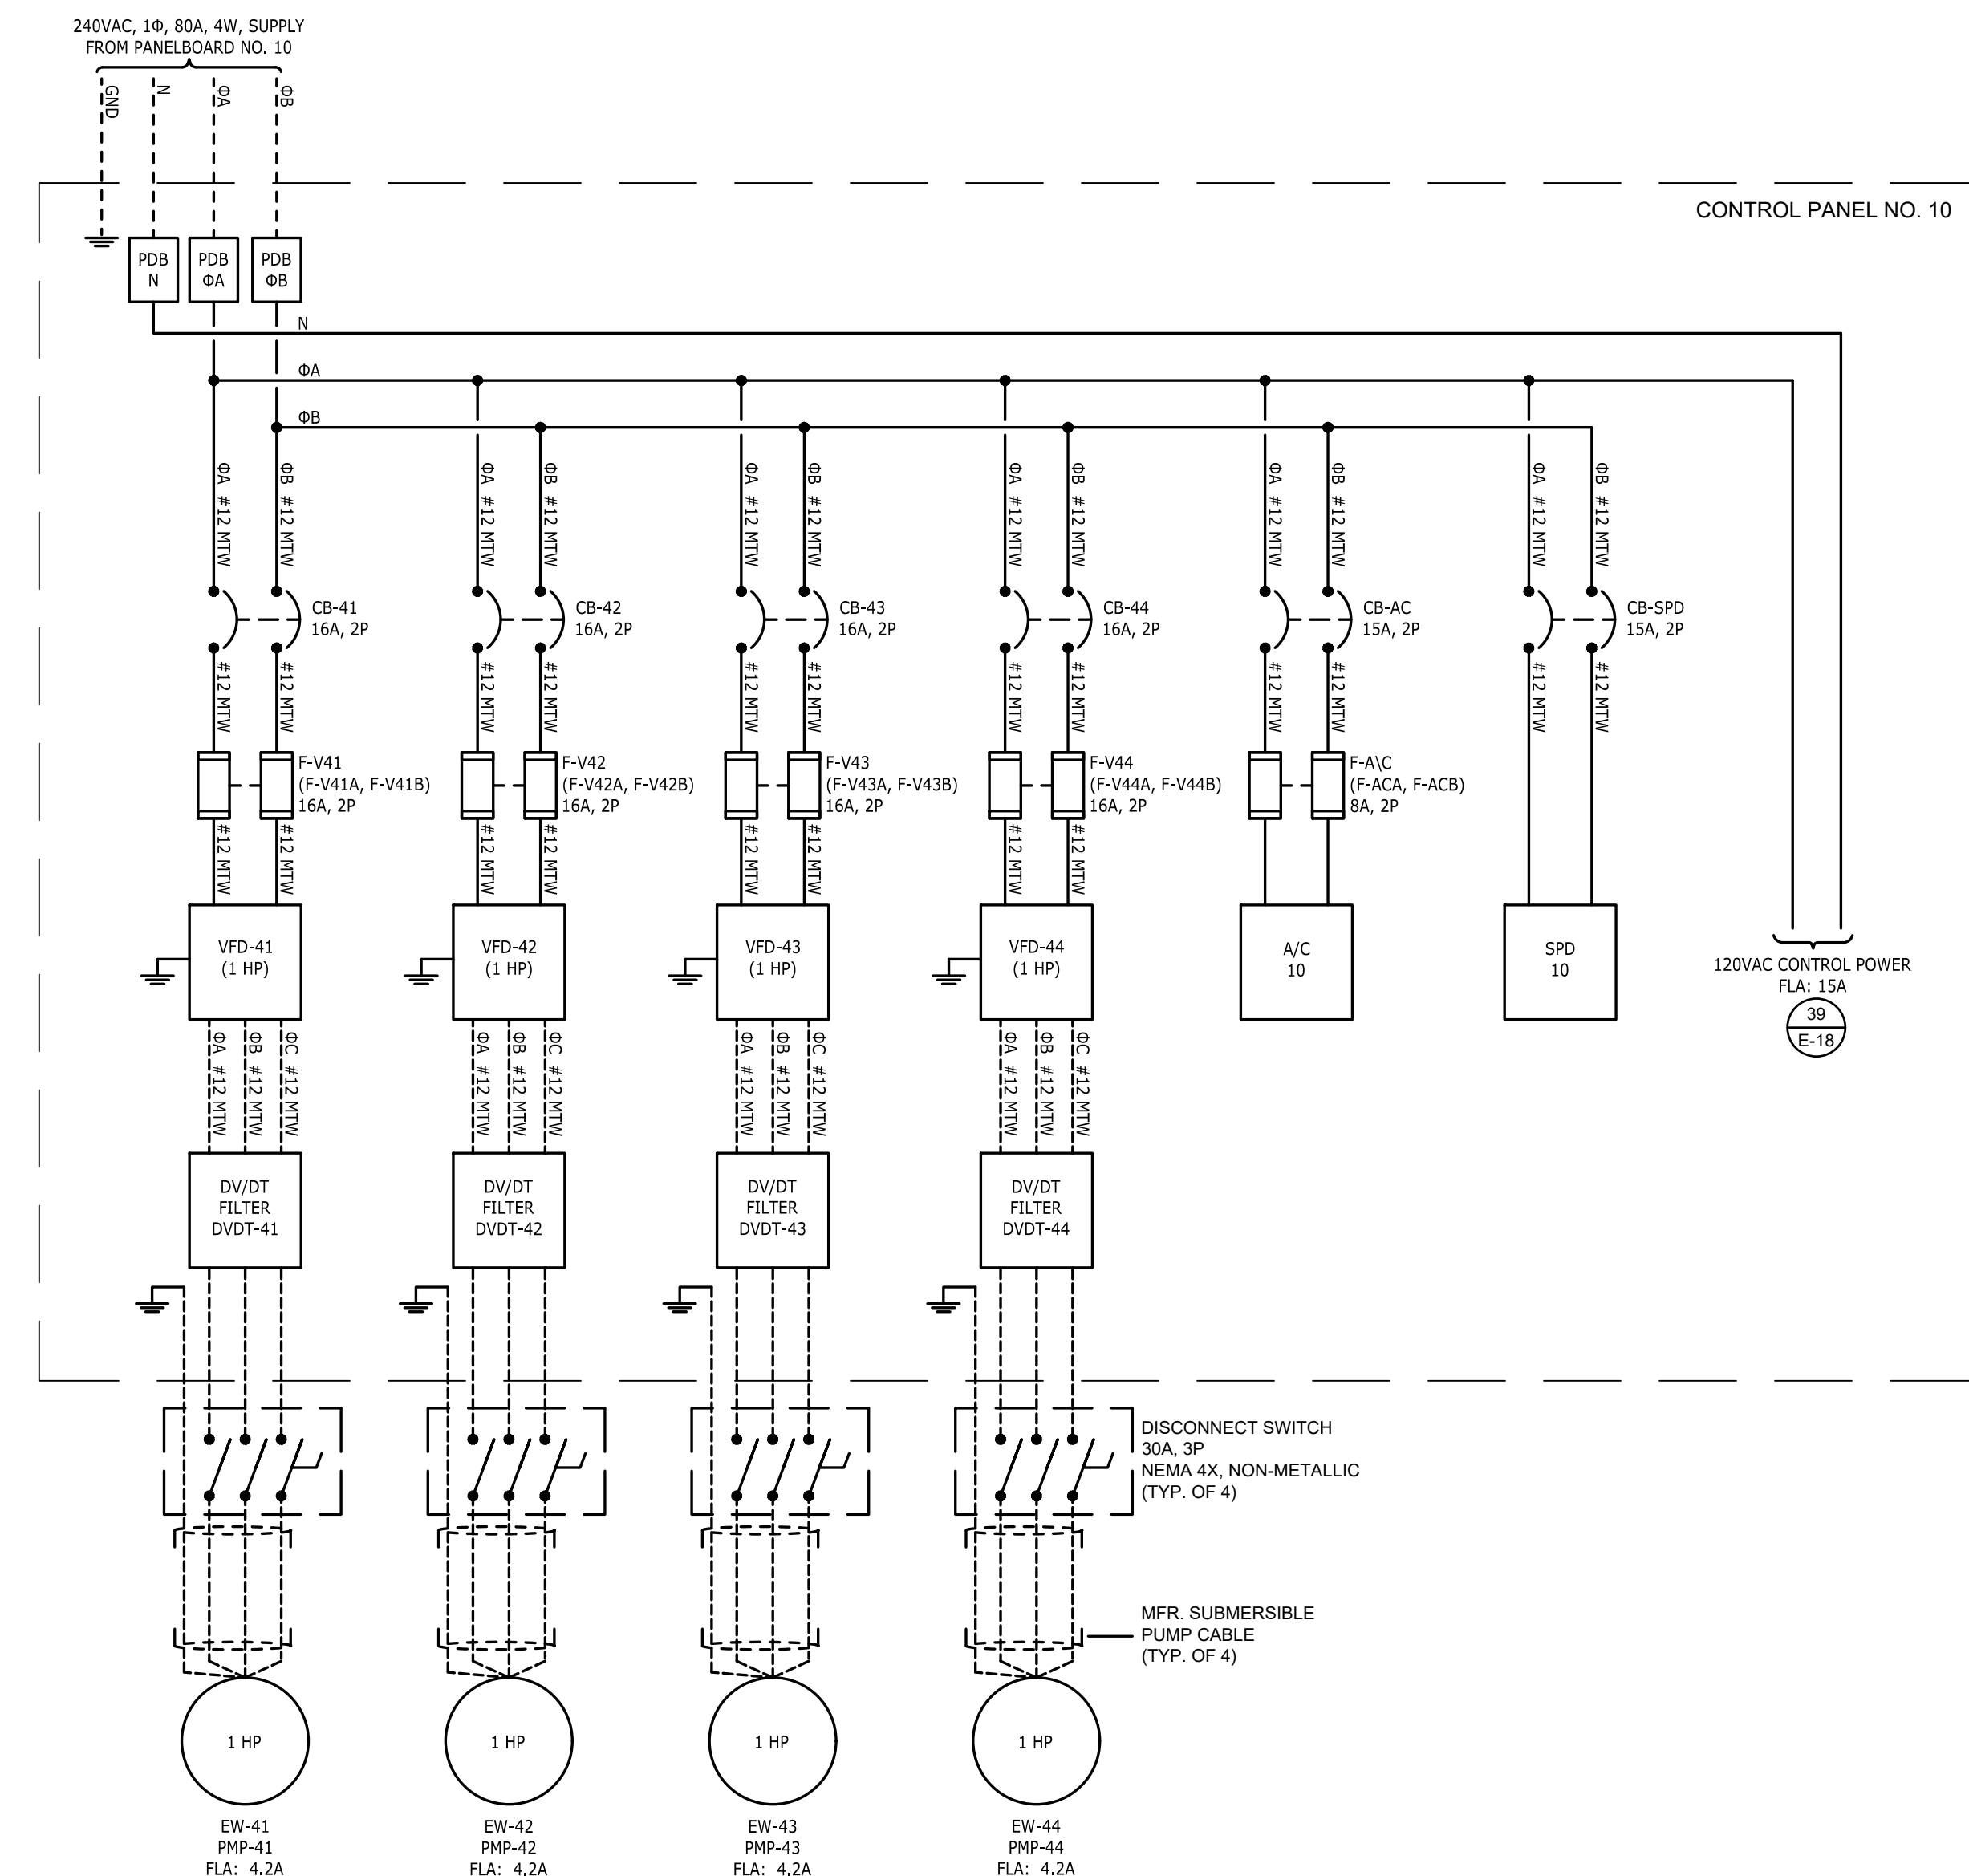 240VAC, 1Φ, 80A, 4W, SUPPLY
FROM PANELBOARD NO. 10
GND
N
ΦA
ΦB
CONTROL PANEL NO. 10
PDB
N
PDB
ΦA
PDB
ΦB
N
ΦA
ΦB
ΦA #12 MTW
ΦB #12 MTW
ΦA #12 MTW
ΦB #12 MTW
ΦA #12 MTW
ΦB #12 MTW
ΦA #12 MTW
ΦB #12 MTW
ΦA #12 MTW
ΦB #12 MTW
ΦA #12 MTW
ΦB #12 MTW
CB-41
16A, 2P
CB-42
16A, 2P
CB-43
16A, 2P
CB-44
16A, 2P
CB-AC
15A, 2P
CB-SPD
15A, 2P
#12 MTW
#12 MTW
#12 MTW
#12 MTW
#12 MTW
#12 MTW
#12 MTW
#12 MTW
#12 MTW
#12 MTW
#12 MTW
#12 MTW
F-V41
(F-V41A, F-V41B)
16A, 2P
F-V42
(F-V42A, F-V42B)
16A, 2P
F-V43
(F-V43A, F-V43B)
16A, 2P
F-V44
(F-V44A, F-V44B)
16A, 2P
F-A\C
(F-ACA, F-ACB)
8A, 2P
#12 MTW
#12 MTW
#12 MTW
#12 MTW
#12 MTW
#12 MTW
#12 MTW
#12 MTW
VFD-41
(1 HP)
VFD-42
(1 HP)
VFD-43
(1 HP)
VFD-44
(1 HP)
A/C
10
SPD
10
120VAC CONTROL POWER
FLA: 15A
39
E-18
ΦA #12 MTW
ΦB #12 MTW
ΦC #12 MTW
ΦA #12 MTW
ΦB #12 MTW
ΦC #12 MTW
ΦA #12 MTW
ΦB #12 MTW
ΦC #12 MTW
ΦA #12 MTW
ΦB #12 MTW
ΦC #12 MTW
DV/DT
FILTER
DVDT-41
DV/DT
FILTER
DVDT-42
DV/DT
FILTER
DVDT-43
DV/DT
FILTER
DVDT-44
DISCONNECT SWITCH
30A, 3P
NEMA 4X, NON-METALLIC
(TYP. OF 4)
MFR. SUBMERSIBLE
PUMP CABLE
(TYP. OF 4)
1 HP
1 HP
1 HP
1 HP
EW-41
PMP-41
FLA: 4.2A
EW-42
PMP-42
FLA: 4.2A
EW-43
PMP-43
FLA: 4.2A
EW-44
PMP-44
FLA: 4.2A